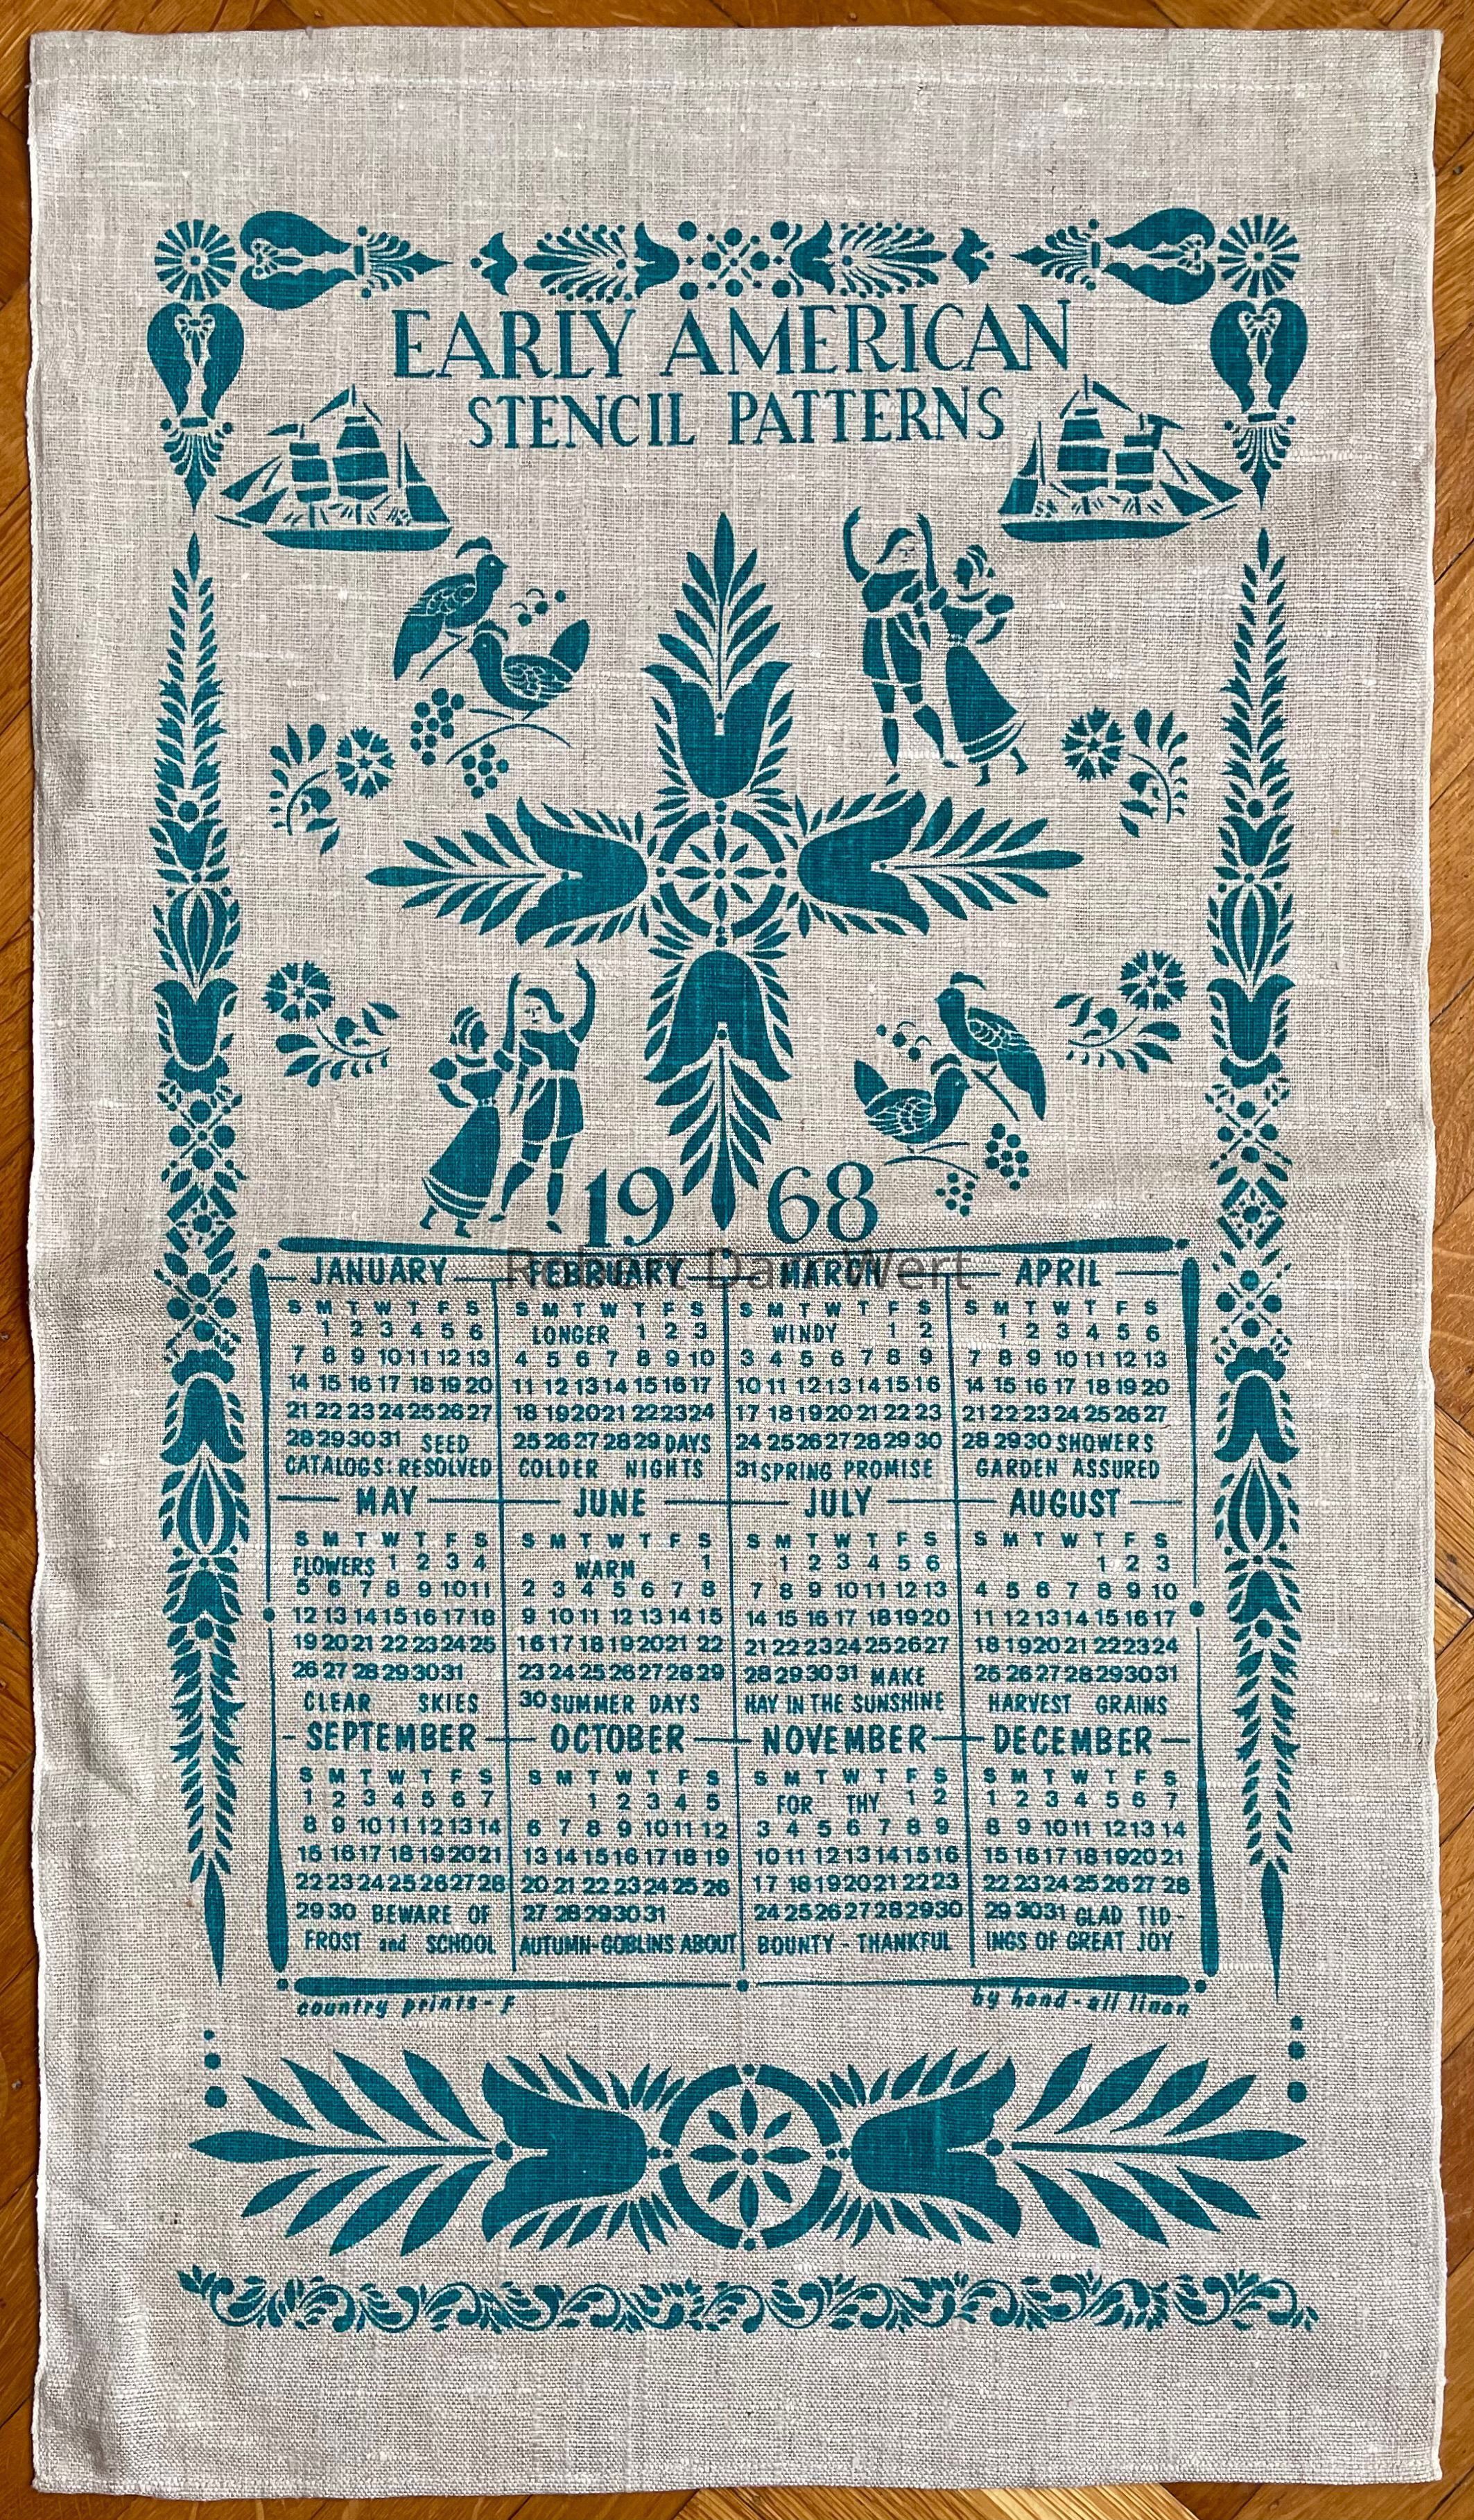 EARLY AMERICAN
STENCIL PATTERNS
1968
JANUARY
S M T W T F S
1 2 3 4 5 6
7 8 9 10 11 12 13
14 15 16 17 18 19 20
21 22 23 24 25 26 27
28 29 30 31 SEED
CATALOGS: RESOLVED
FEBRUARY
S M T W T F S
LONGER 1 2 3
4 5 6 7 8 9 10
11 12 13 14 15 16 17
18 19 20 21 22 23 24
25 26 27 28 29 DAYS
COLDER NIGHTS
MARCH
S M T W T F S
WINDY 1 2
3 4 5 6 7 8 9
10 11 12 13 14 15 16
17 18 19 20 21 22 23
24 25 26 27 28 29 30
31 SPRING PROMISE
APRIL
S M T W T F S
1 2 3 4 5 6
7 8 9 10 11 12 13
14 15 16 17 18 19 20
21 22 23 24 25 26 27
28 29 30 SHOWERS
GARDEN ASSURED
MAY
S M T W T F S
FLOWERS 1 2 3 4
5 6 7 8 9 10 11
12 13 14 15 16 17 18
19 20 21 22 23 24 25
26 27 28 29 30 31
CLEAR SKIES
JUNE
S M T W T F S
WARM 1
2 3 4 5 6 7 8
9 10 11 12 13 14 15
16 17 18 19 20 21 22
23 24 25 26 27 28 29
30 SUMMER DAYS
JULY
S M T W T F S
1 2 3 4 5 6
7 8 9 10 11 12 13
14 15 16 17 18 19 20
21 22 23 24 25 26 27
28 29 30 31 MAKE
HAY IN THE SUNSHINE
AUGUST
S M T W T F S
1 2 3
4 5 6 7 8 9 10
11 12 13 14 15 16 17
18 19 20 21 22 23 24
25 26 27 28 29 30 31
HARVEST GRAINS
SEPTEMBER
S M T W T F S
1 2 3 4 5 6 7
8 9 10 11 12 13 14
15 16 17 18 19 20 21
22 23 24 25 26 27 28
29 30 BEWARE OF
FROST and SCHOOL
OCTOBER
S M T W T F S
1 2 3 4 5
6 7 8 9 10 11 12
13 14 15 16 17 18 19
20 21 22 23 24 25 26
27 28 29 30 31
AUTUMN-GOBLINS ABOUT
NOVEMBER
S M T W T F S
FOR THY 1 2
3 4 5 6 7 8 9
10 11 12 13 14 15 16
17 18 19 20 21 22 23
24 25 26 27 28 29 30
BOUNTY - THANKFUL
DECEMBER
S M T W T F S
1 2 3 4 5 6 7
8 9 10 11 12 13 14
15 16 17 18 19 20 21
22 23 24 25 26 27 28
29 30 31 GLAD TID-
INGS OF GREAT JOY
country prints - F
by hand - all linen
Robert Darr Wert